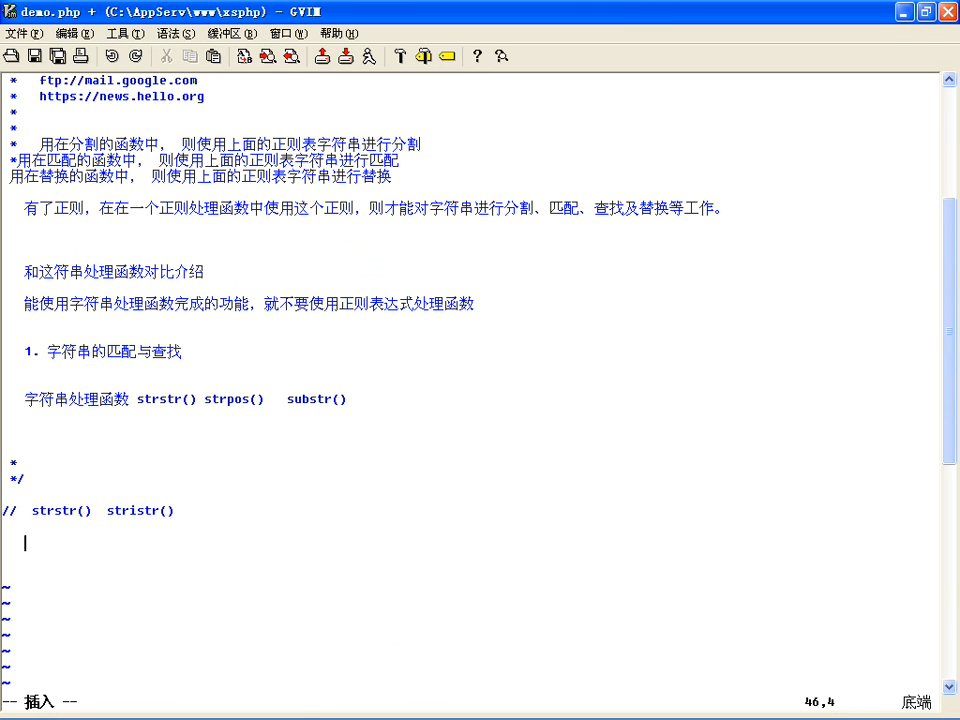 demo.php + (C:\AppServ\www\xsphp) - GVIM
文件(F) 编辑(E) 工具(T) 语法(S) 缓冲区(B) 窗口(W) 帮助(H)
*   ftp://mail.google.com
*   https://news.hello.org
*
*
*   用在分割的函数中， 则使用上面的正则表字符串进行分割
*用在匹配的函数中， 则使用上面的正则表字符串进行匹配
用在替换的函数中， 则使用上面的正则表字符串进行替换
有了正则，在在一个正则处理函数中使用这个正则，则才能对字符串进行分割、匹配、查找及替换等工作。
和这符串处理函数对比介绍
能使用字符串处理函数完成的功能，就不要使用正则表达式处理函数
1. 字符串的匹配与查找
字符串处理函数 strstr() strpos()   substr()
*
*/
//  strstr()  stristr()
~
~
~
~
~
~
~
-- 插入 -- 46,4 底端